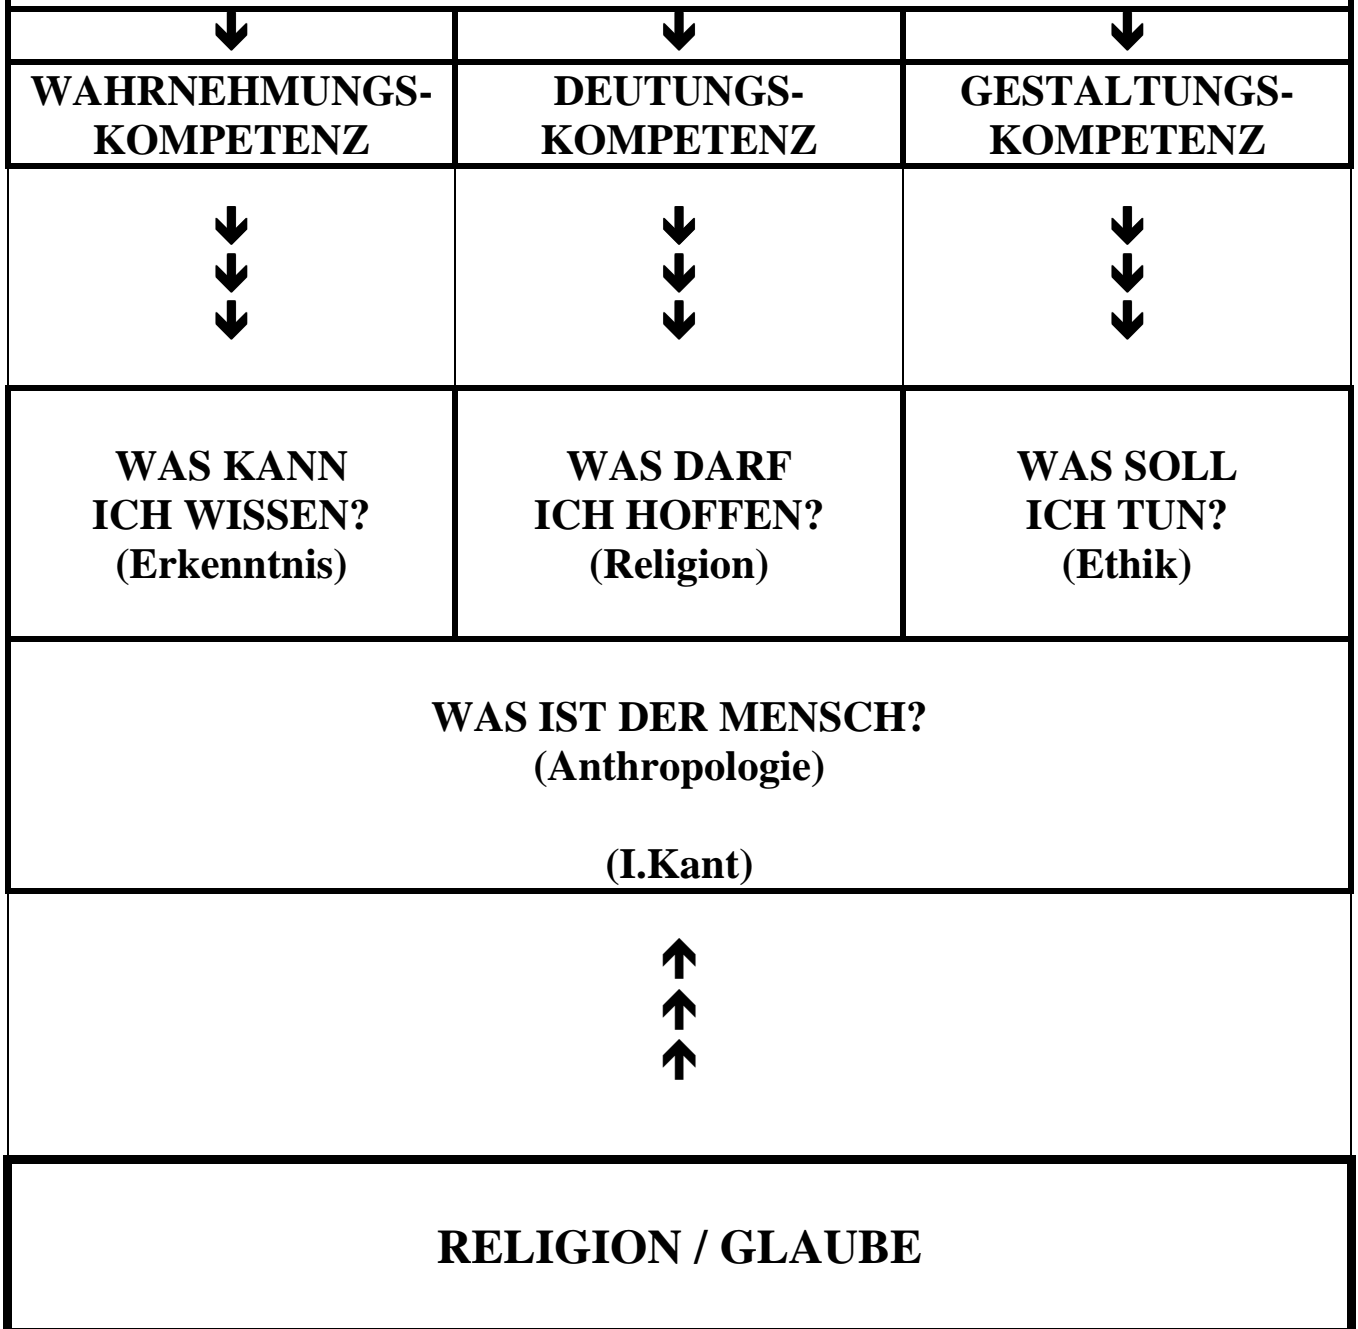 WAHRNEHMUNGS-
KOMPETENZ
DEUTUNGS-
KOMPETENZ
GESTALTUNGS-
KOMPETENZ
WAS KANN
ICH WISSEN?
(Erkenntnis)
WAS DARF
ICH HOFFEN?
(Religion)
WAS SOLL
ICH TUN?
(Ethik)
WAS IST DER MENSCH?
(Anthropologie)
(I.Kant)
RELIGION / GLAUBE